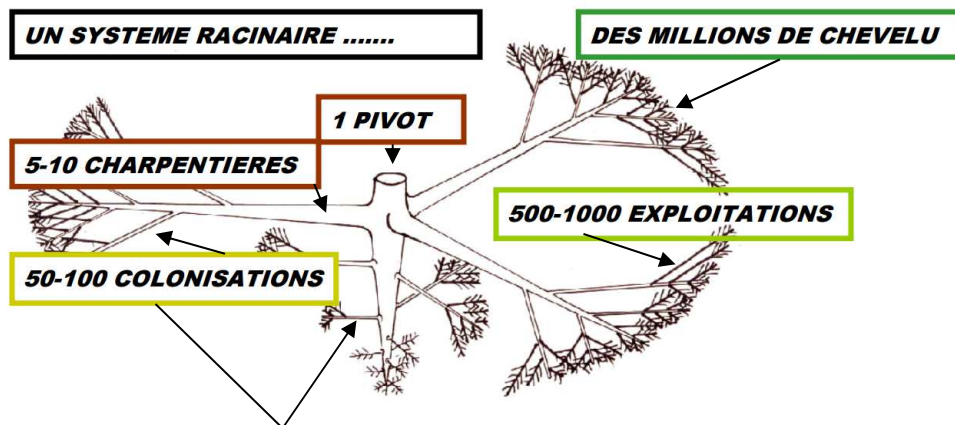 UN SYSTEME RACINAIRE .......
DES MILLIONS DE CHEVELU
1 PIVOT
5-10 CHARPENTIERES
500-1000 EXPLOITATIONS
50-100 COLONISATIONS